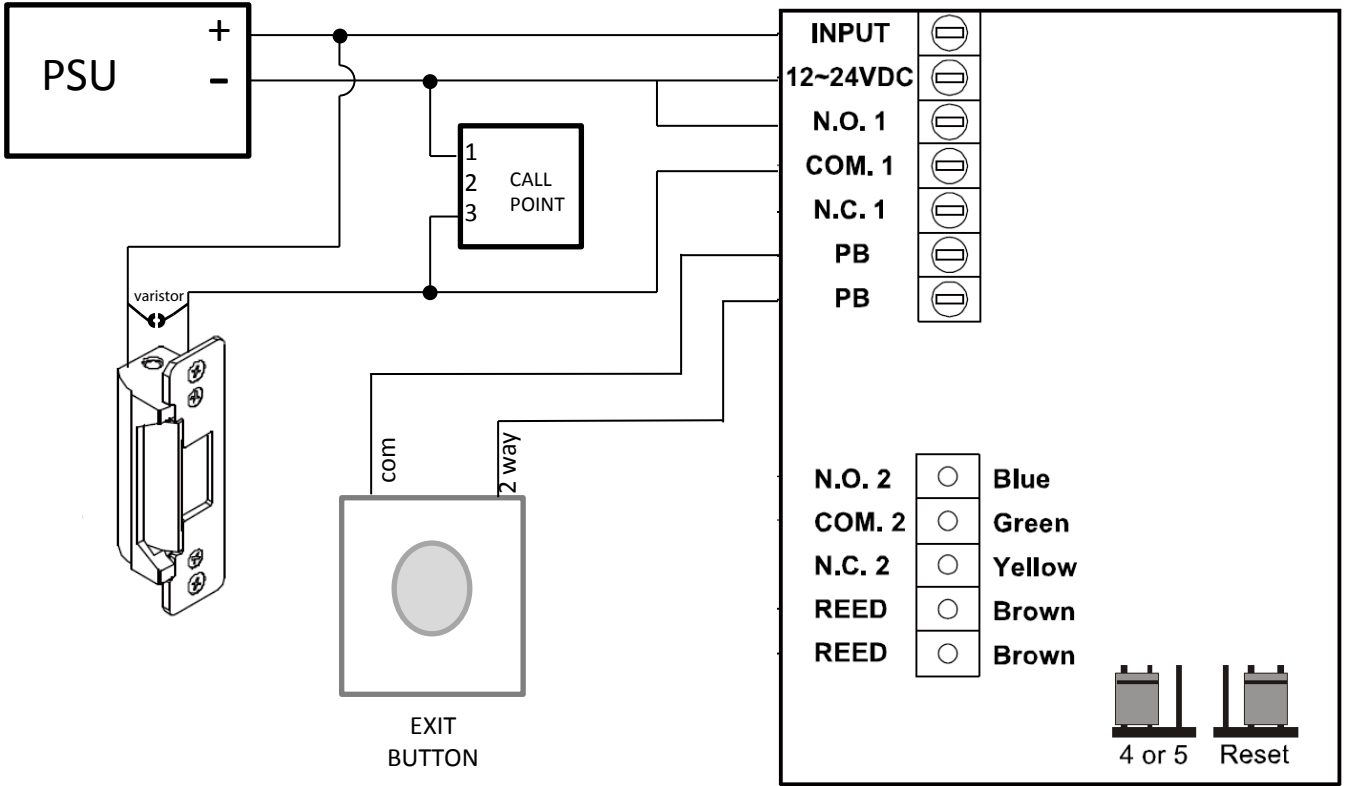 PSU
+
-
INPUT
12~24VDC
N.O. 1
COM. 1
N.C. 1
PB
PB
1
2
3
CALL
POINT
varistor
com
2 way
EXIT
BUTTON
N.O. 2 Blue
COM. 2 Green
N.C. 2 Yellow
REED Brown
REED Brown
4 or 5 Reset